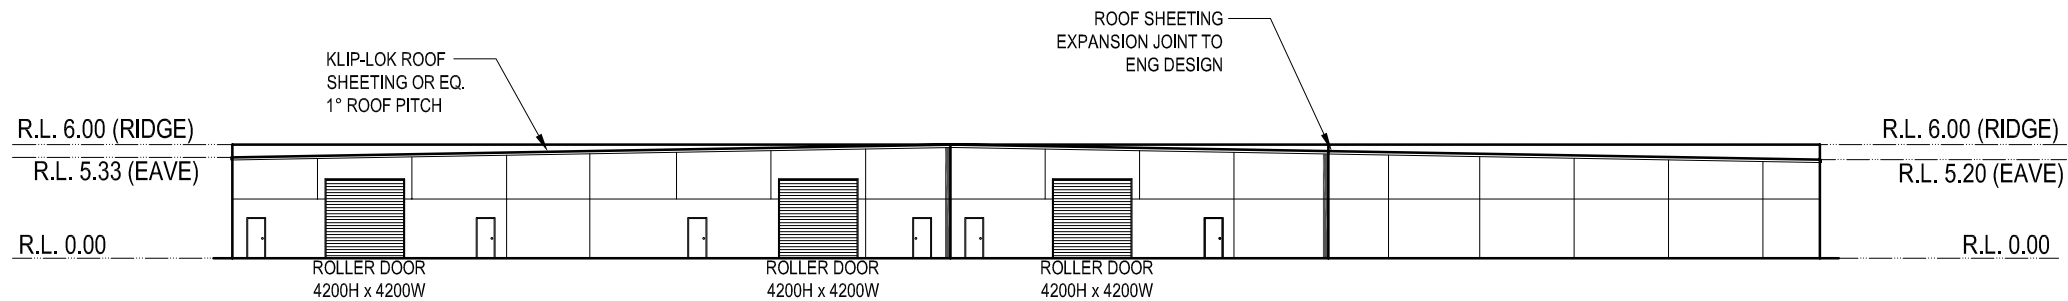 ROOF SHEETING
EXPANSION JOINT TO
ENG DESIGN
KLIP-LOK ROOF
SHEETING OR EQ.
1° ROOF PITCH
R.L. 6.00 (RIDGE)
R.L. 6.00 (RIDGE)
R.L. 5.33 (EAVE)
R.L. 5.20 (EAVE)
R.L. 0.00
R.L. 0.00
ROLLER DOOR
4200H x 4200W
ROLLER DOOR
4200H x 4200W
ROLLER DOOR
4200H x 4200W